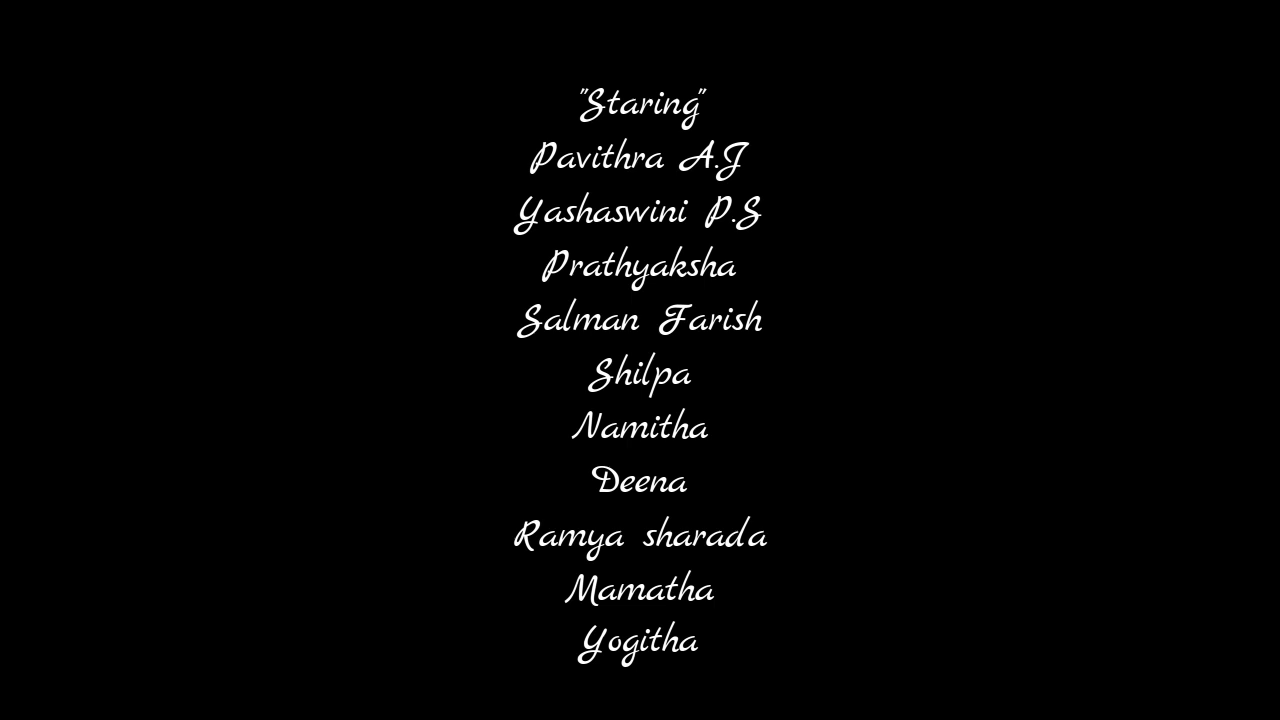 "Staring"
Pavithra A.J
Yashaswini P.S
Prathyaksha
Salman Farish
Shilpa
Namitha
Deena
Ramya sharada
Mamatha
Yogitha